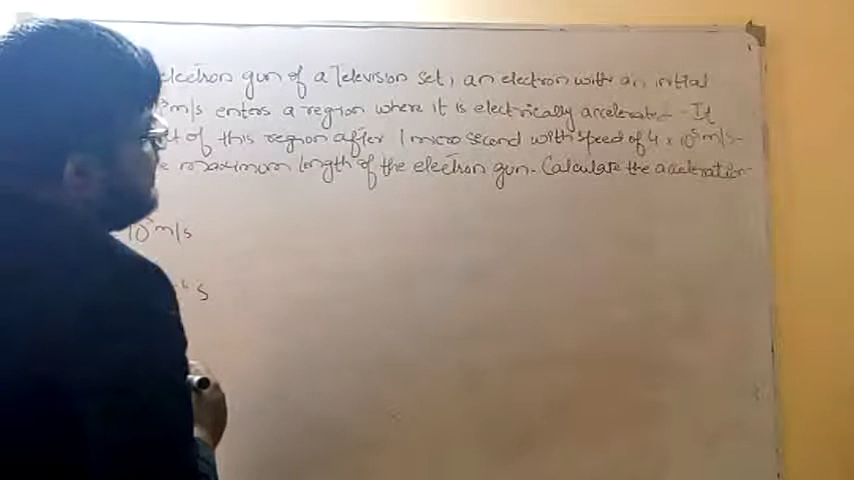 electron gun of a Television set, an electron with an initial
m/s enters a region where it is electrically accelerated. It
of this region after 1 micro second with speed of 4 x 10⁵ m/s.
maximum length of the electron gun. Calculate the acceleration.
m/s
s